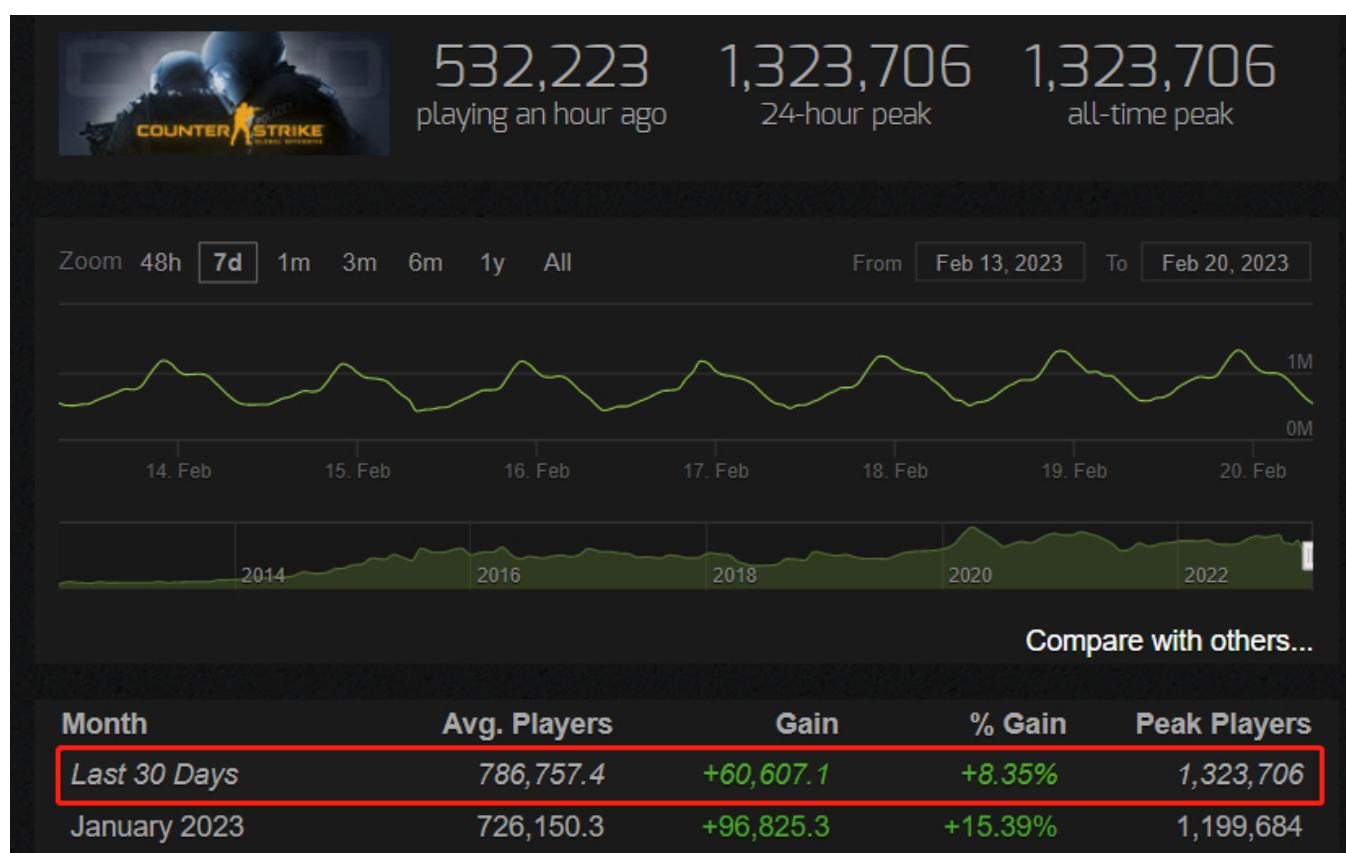 532,223 1,323,706 1,323,706
playing an hour ago 24-hour peak all-time peak
COUNTER STRIKE
GLOBAL OFFENSIVE
Zoom 48h 7d 1m 3m 6m 1y All From Feb 13, 2023 To Feb 20, 2023
1M
0M
14. Feb 15. Feb 16. Feb 17. Feb 18. Feb 19. Feb 20. Feb
2014 2016 2018 2020 2022
Compare with others...
Month Avg. Players Gain % Gain Peak Players
Last 30 Days 786,757.4 +60,607.1 +8.35% 1,323,706
January 2023 726,150.3 +96,825.3 +15.39% 1,199,684